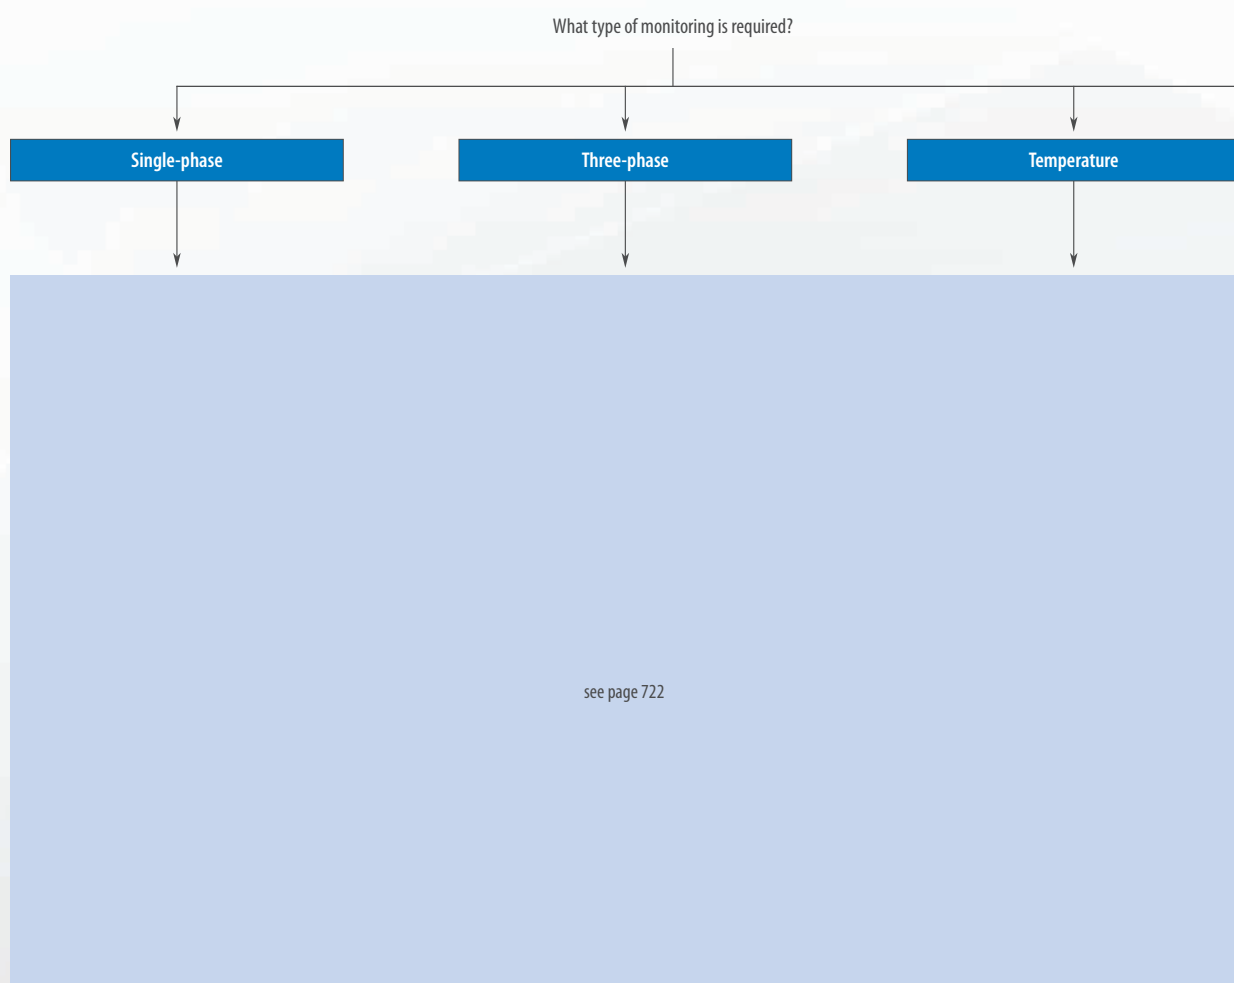 What type of monitoring is required?
Single-phase
Three-phase
Temperature
see page 722